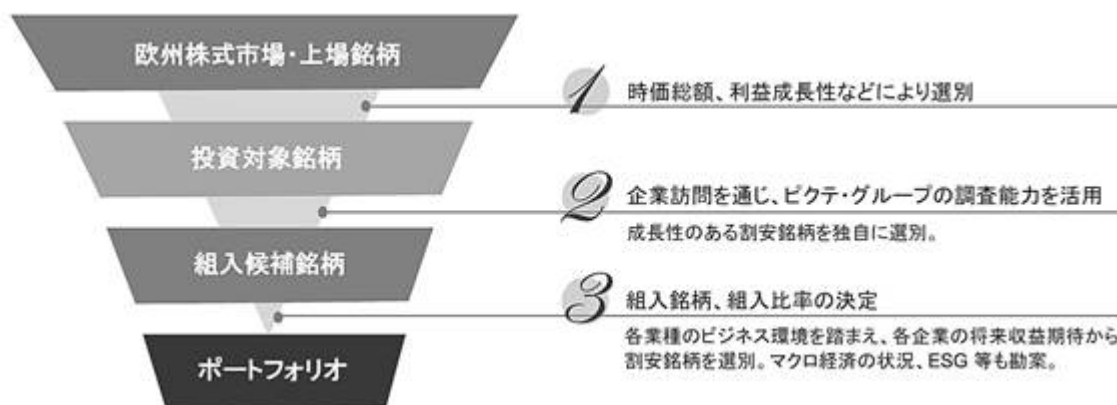 欧州株式市場・上場銘柄
1 時価総額、利益成長性などにより選別
投資対象銘柄
2 企業訪問を通じ、ピクテ・グループの調査能力を活用
成長性のある割安銘柄を独自に選別。
組入候補銘柄
3 組入銘柄、組入比率の決定
各業種のビジネス環境を踏まえ、各企業の将来収益期待から
割安銘柄を選別。マクロ経済の状況、ESG 等も勘案。
ポートフォリオ